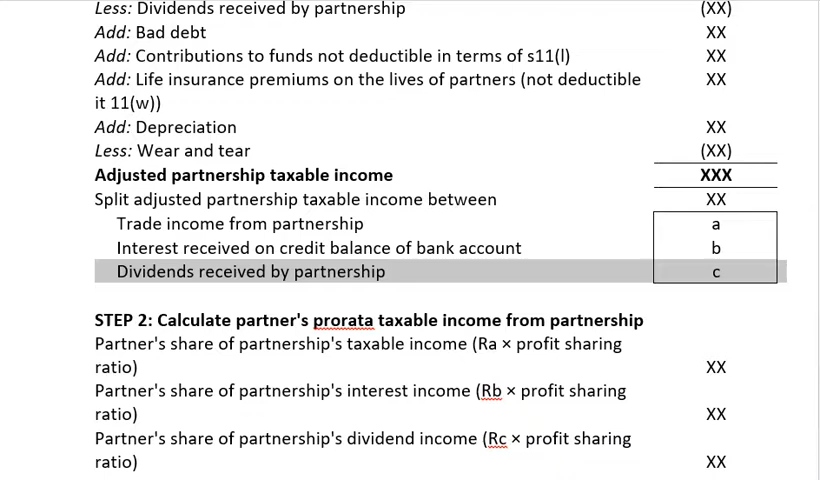 Less: Dividends received by partnership (XX)
Add: Bad debt XX
Add: Contributions to funds not deductible in terms of s11(l) XX
Add: Life insurance premiums on the lives of partners (not deductible XX
it 11(w))
Add: Depreciation XX
Less: Wear and tear (XX)
Adjusted partnership taxable income XXX
Split adjusted partnership taxable income between XX
Trade income from partnership a
Interest received on credit balance of bank account b
Dividends received by partnership c
STEP 2: Calculate partner's prorata taxable income from partnership
Partner's share of partnership's taxable income (Ra × profit sharing
ratio) XX
Partner's share of partnership's interest income (Rb × profit sharing
ratio) XX
Partner's share of partnership's dividend income (Rc × profit sharing
ratio) XX